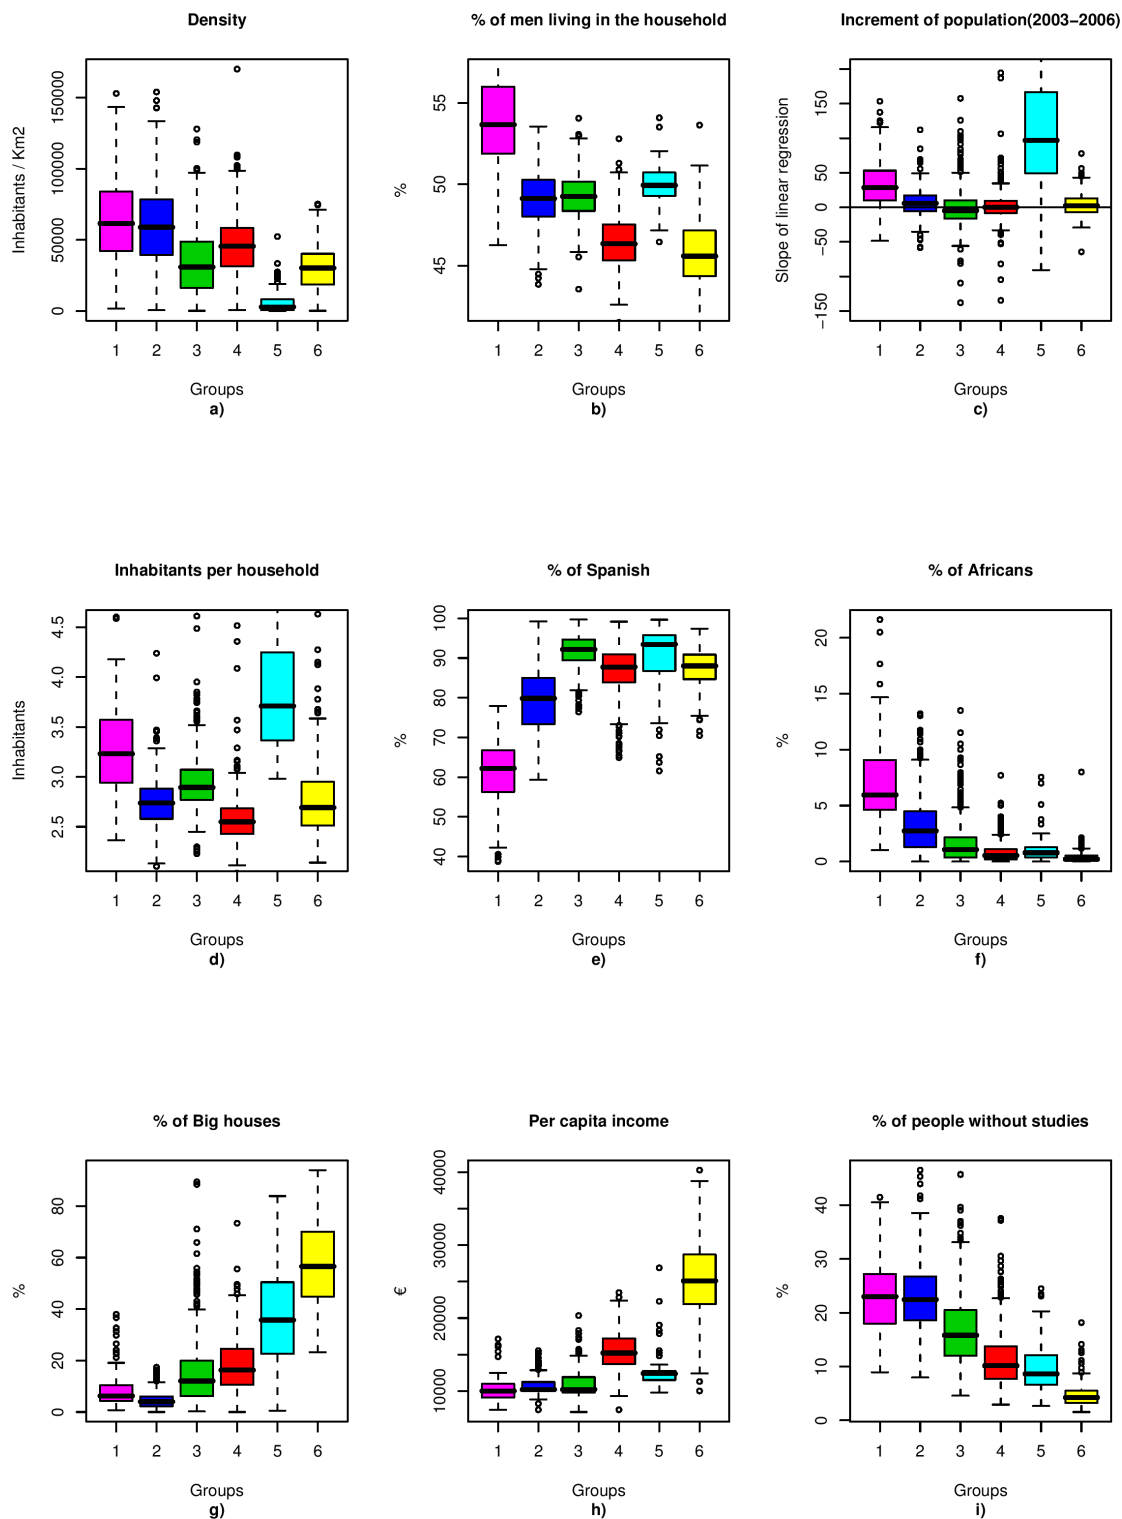 Density
Inhabitants / Km2
0 50000 100000 150000
1 2 3 4 5 6
Groups
a)
% of men living in the household
%
45 50 55
1 2 3 4 5 6
Groups
b)
Increment of population(2003−2006)
Slope of linear regression
−150 −50 0 50 150
1 2 3 4 5 6
Groups
c)
Inhabitants per household
Inhabitants
2.5 3.0 3.5 4.0 4.5
1 2 3 4 5 6
Groups
d)
% of Spanish
%
40 50 60 70 80 90 100
1 2 3 4 5 6
Groups
e)
% of Africans
%
0 5 10 15 20
1 2 3 4 5 6
Groups
f)
% of Big houses
%
0 20 40 60 80
1 2 3 4 5 6
Groups
g)
Per capita income
€
10000 20000 30000 40000
1 2 3 4 5 6
Groups
h)
% of people without studies
%
0 10 20 30 40
1 2 3 4 5 6
Groups
i)